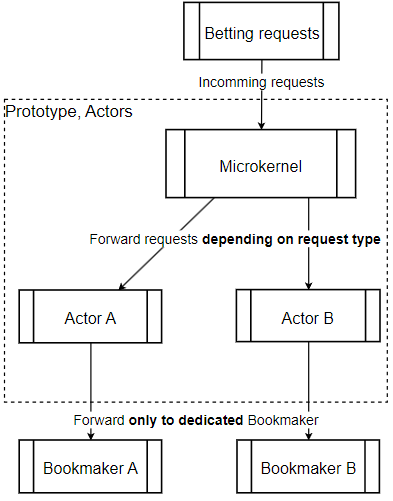 Betting requests
Incomming requests
Prototype, Actors
Microkernel
Forward requests depending on request type
Actor A
Actor B
Forward only to dedicated Bookmaker
Bookmaker A
Bookmaker B